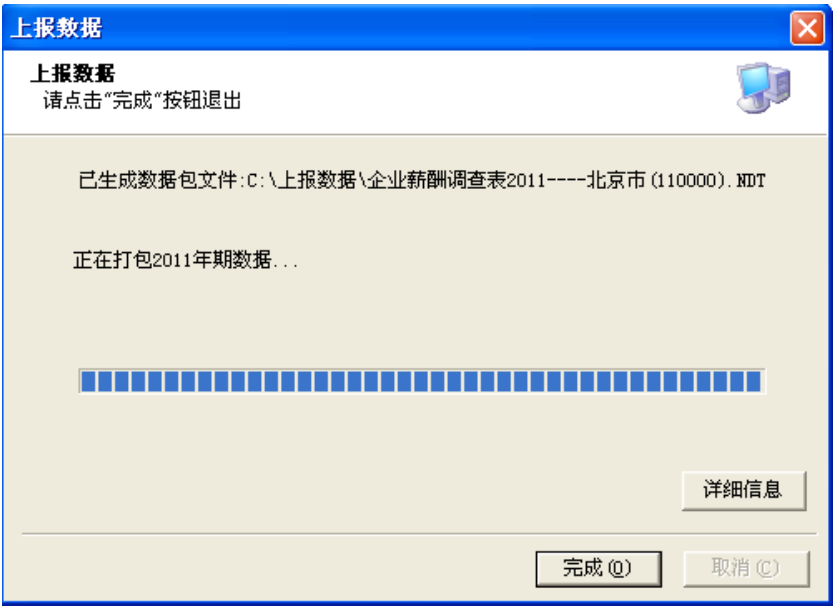 上报数据
上报数据
请点击“完成“按钮退出
已生成数据包文件:C:\上报数据\企业薪酬调查表2011----北京市(110000).NDT
正在打包2011年期数据...
详细信息
完成(O)
取消(C)